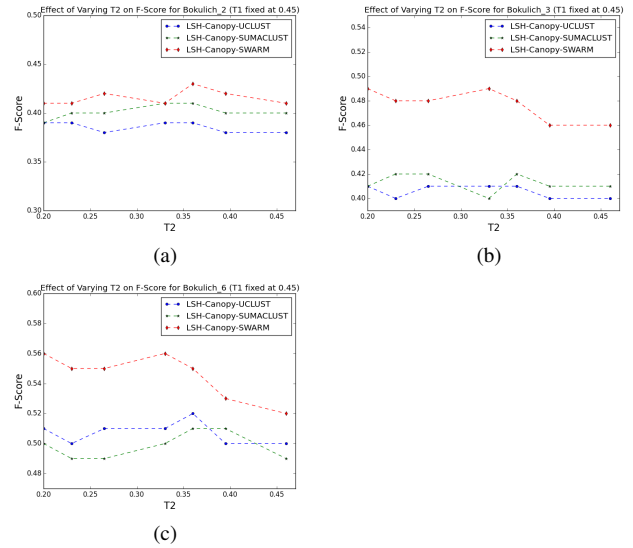 Effect of Varying T2 on F-Score for Bokulich_2 (T1 fixed at 0.45)
0.50
0.45
0.40
0.35
0.30
F-Score
LSH-Canopy-UCLUST
LSH-Canopy-SUMACLUST
LSH-Canopy-SWARM
0.20 0.25 0.30 0.35 0.40 0.45
T2
(a)
Effect of Varying T2 on F-Score for Bokulich_3 (T1 fixed at 0.45)
0.54
0.52
0.50
0.48
0.46
0.44
0.42
0.40
F-Score
LSH-Canopy-UCLUST
LSH-Canopy-SUMACLUST
LSH-Canopy-SWARM
0.20 0.25 0.30 0.35 0.40 0.45
T2
(b)
Effect of Varying T2 on F-Score for Bokulich_6 (T1 fixed at 0.45)
0.60
0.58
0.56
0.54
0.52
0.50
0.48
F-Score
LSH-Canopy-UCLUST
LSH-Canopy-SUMACLUST
LSH-Canopy-SWARM
0.20 0.25 0.30 0.35 0.40 0.45
T2
(c)